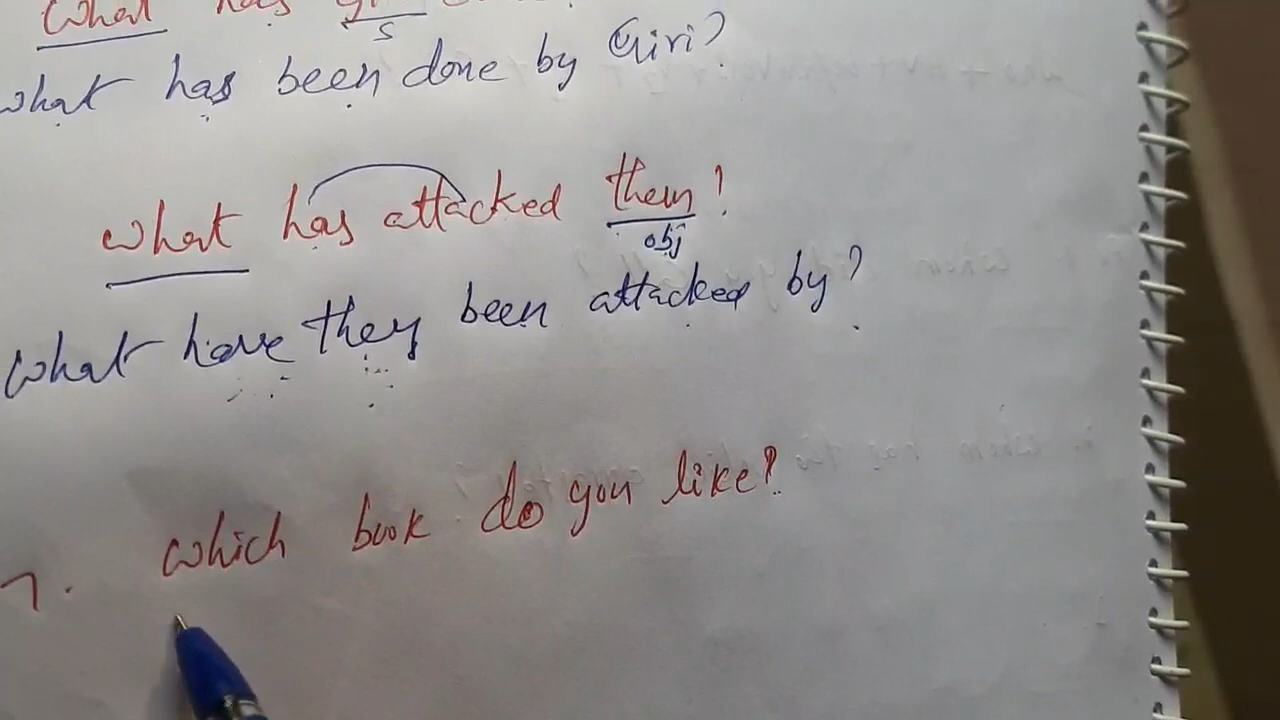 What has
s
What has been done by Giri?
What has attacked them?
obj
What have they been attacked by?
7. Which book do you like?